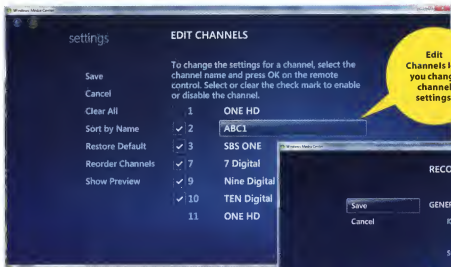 Windows Media Center
settings
EDIT CHANNELS
To change the settings for a channel, select the
channel name and press OK on the remote
control. Select or clear the check mark to enable
or disable the channel.
Save
Cancel
Clear All
Sort by Name
Restore Default
Reorder Channels
Show Preview
1 ONE HD
2 ABC1
3 SBS ONE
7 7 Digital
9 Nine Digital
10 TEN Digital
11 ONE HD
Edit
Channels
you
channel
settings
Windows Media Center
RECO
Save
Cancel
GENER